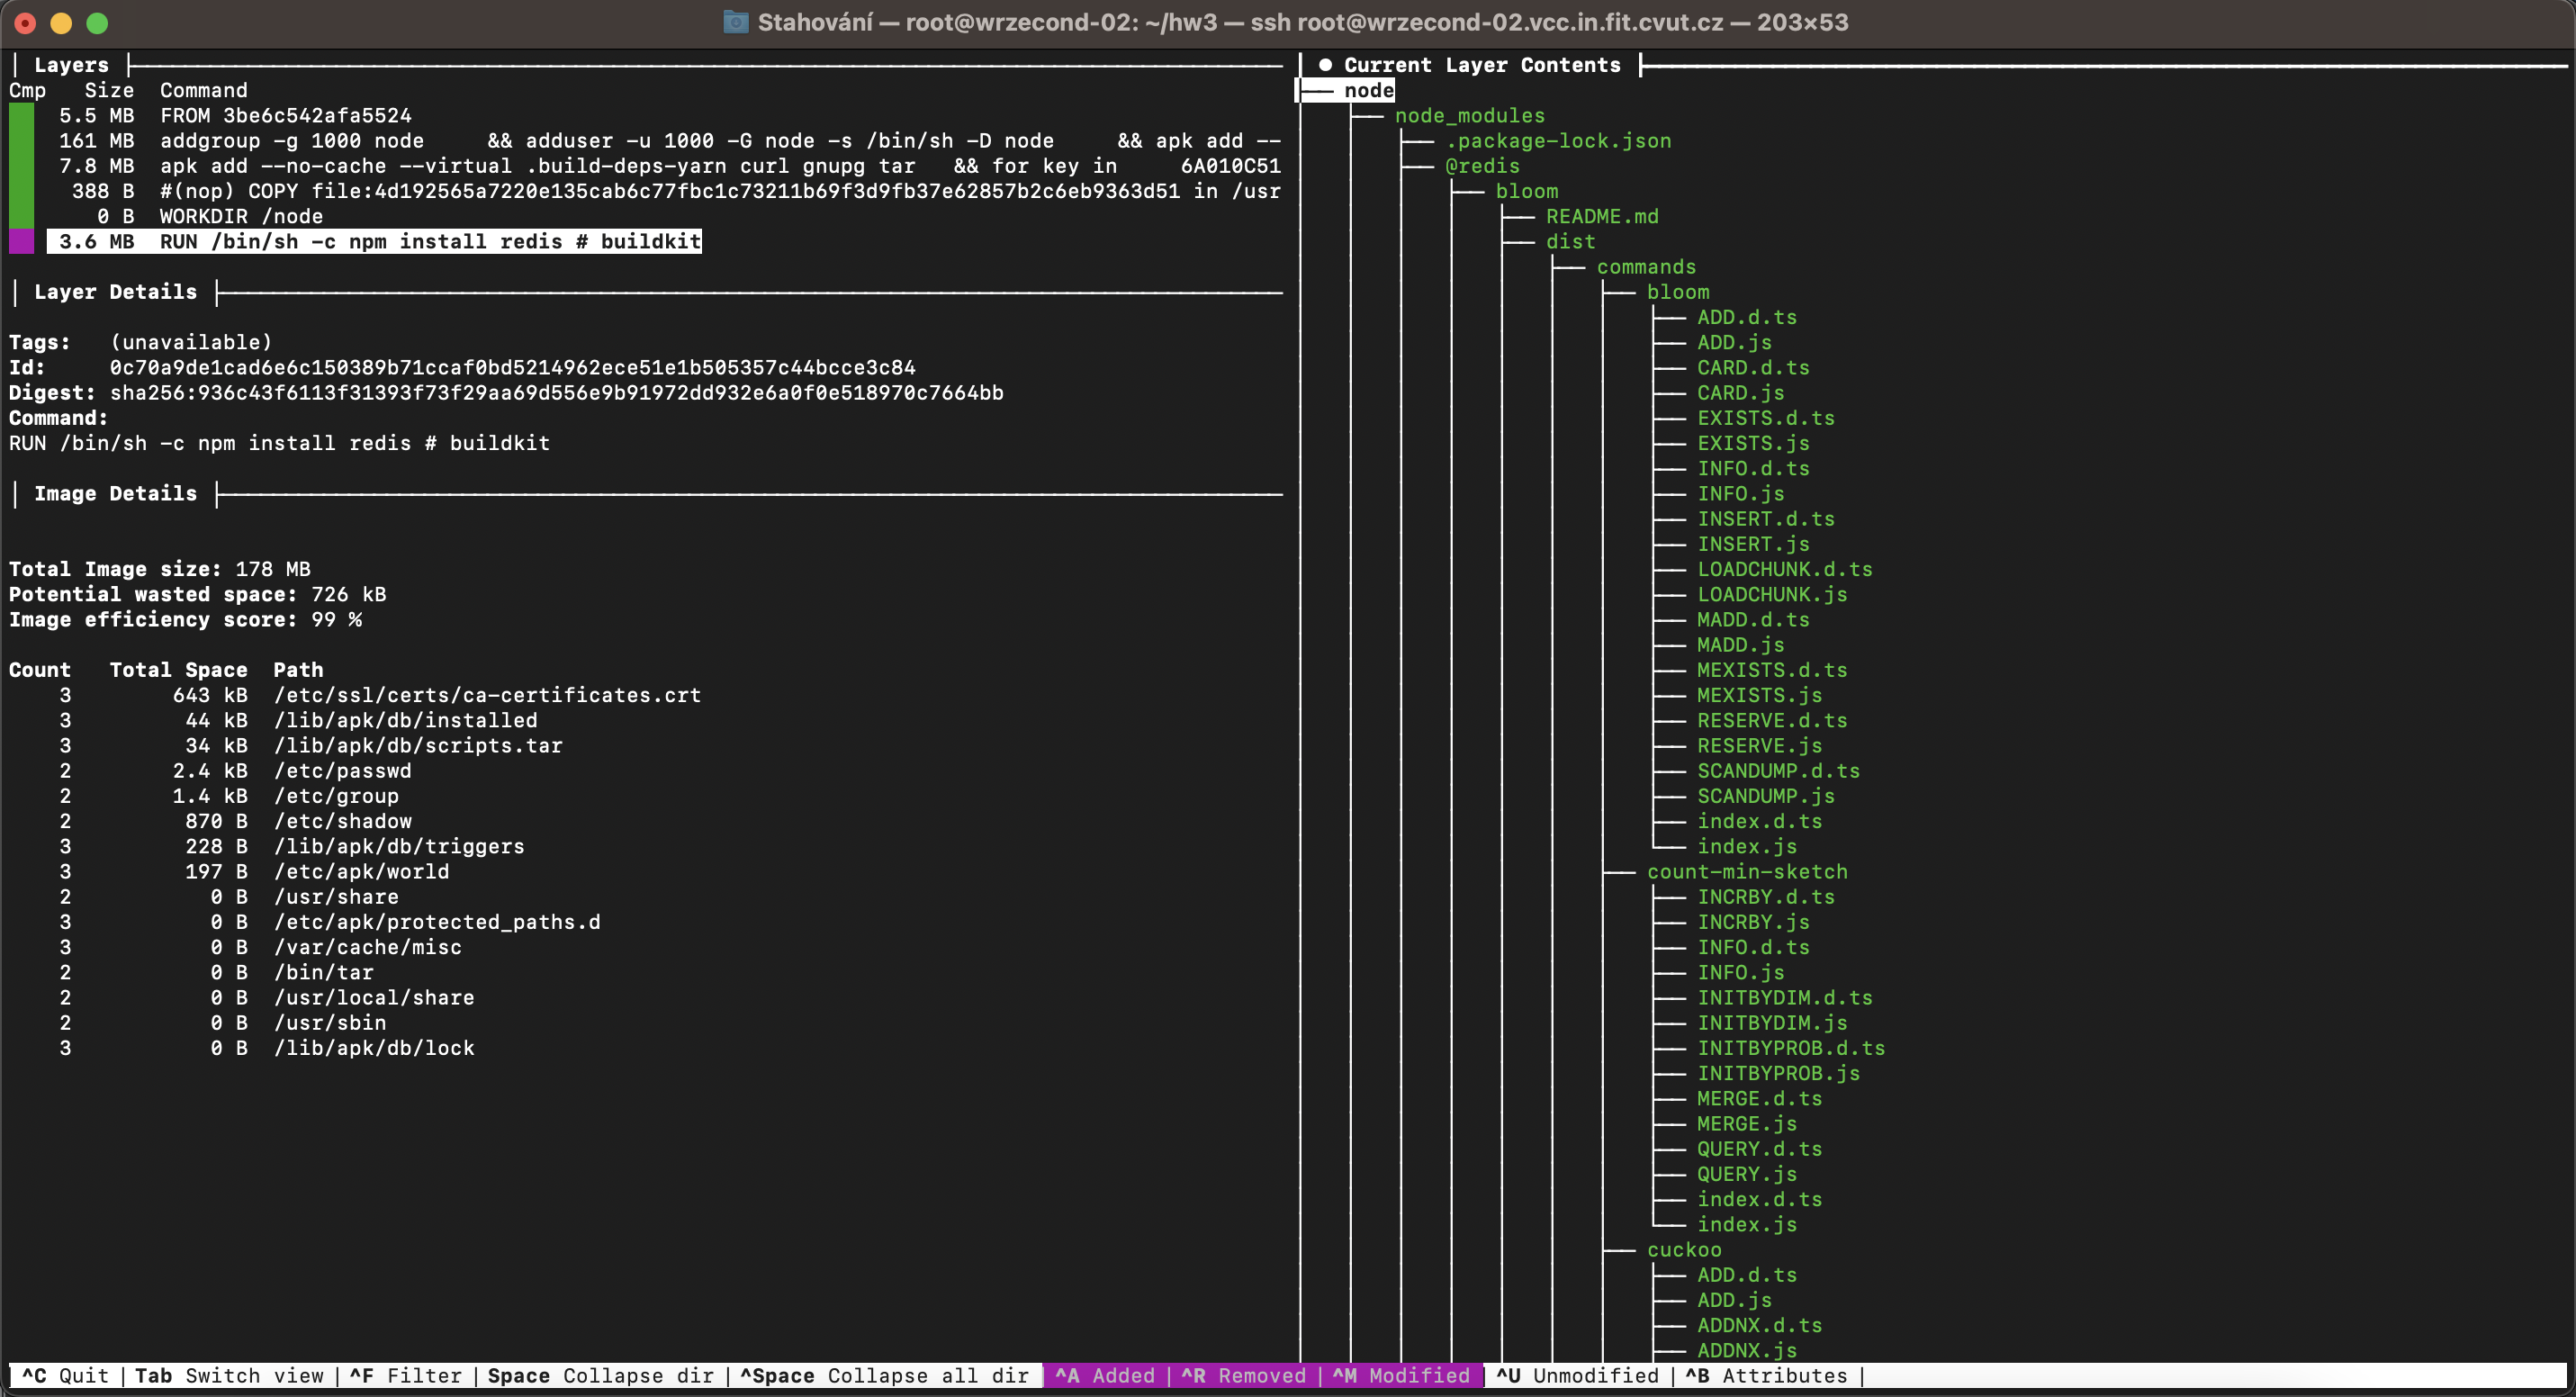 Stahování — root@wrzecond-02: ~/hw3 — ssh root@wrzecond-02.vcc.in.fit.cvut.cz — 203×53
Layers
Cmp Size Command
5.5 MB FROM 3be6c542afa5524
161 MB addgroup -g 1000 node && adduser -u 1000 -G node -s /bin/sh -D node && apk add --
7.8 MB apk add --no-cache --virtual .build-deps-yarn curl gnupg tar && for key in 6A010C51
388 B #(nop) COPY file:4d192565a7220e135cab6c77fbc1c73211b69f3d9fb37e62857b2c6eb9363d51 in /usr
0 B WORKDIR /node
3.6 MB RUN /bin/sh -c npm install redis # buildkit
Layer Details
Tags: (unavailable)
Id: 0c70a9de1cad6e6c150389b71ccaf0bd5214962ece51e1b505357c44bcce3c84
Digest: sha256:936c43f6113f31393f73f29aa69d556e9b91972dd932e6a0f0e518970c7664bb
Command:
RUN /bin/sh -c npm install redis # buildkit
Image Details
Total Image size: 178 MB
Potential wasted space: 726 kB
Image efficiency score: 99 %
Count Total Space Path
3 643 kB /etc/ssl/certs/ca-certificates.crt
3 44 kB /lib/apk/db/installed
3 34 kB /lib/apk/db/scripts.tar
2 2.4 kB /etc/passwd
2 1.4 kB /etc/group
2 870 B /etc/shadow
3 228 B /lib/apk/db/triggers
3 197 B /etc/apk/world
2 0 B /usr/share
3 0 B /etc/apk/protected_paths.d
3 0 B /var/cache/misc
2 0 B /bin/tar
2 0 B /usr/local/share
2 0 B /usr/sbin
3 0 B /lib/apk/db/lock
● Current Layer Contents
node
node_modules
.package-lock.json
@redis
bloom
README.md
dist
commands
bloom
ADD.d.ts
ADD.js
CARD.d.ts
CARD.js
EXISTS.d.ts
EXISTS.js
INFO.d.ts
INFO.js
INSERT.d.ts
INSERT.js
LOADCHUNK.d.ts
LOADCHUNK.js
MADD.d.ts
MADD.js
MEXISTS.d.ts
MEXISTS.js
RESERVE.d.ts
RESERVE.js
SCANDUMP.d.ts
SCANDUMP.js
index.d.ts
index.js
count-min-sketch
INCRBY.d.ts
INCRBY.js
INFO.d.ts
INFO.js
INITBYDIM.d.ts
INITBYDIM.js
INITBYPROB.d.ts
INITBYPROB.js
MERGE.d.ts
MERGE.js
QUERY.d.ts
QUERY.js
index.d.ts
index.js
cuckoo
ADD.d.ts
ADD.js
ADDNX.d.ts
ADDNX.js
^C Quit | Tab Switch view | ^F Filter | Space Collapse dir | ^Space Collapse all dir | ^A Added | ^R Removed | ^M Modified | ^U Unmodified | ^B Attributes |